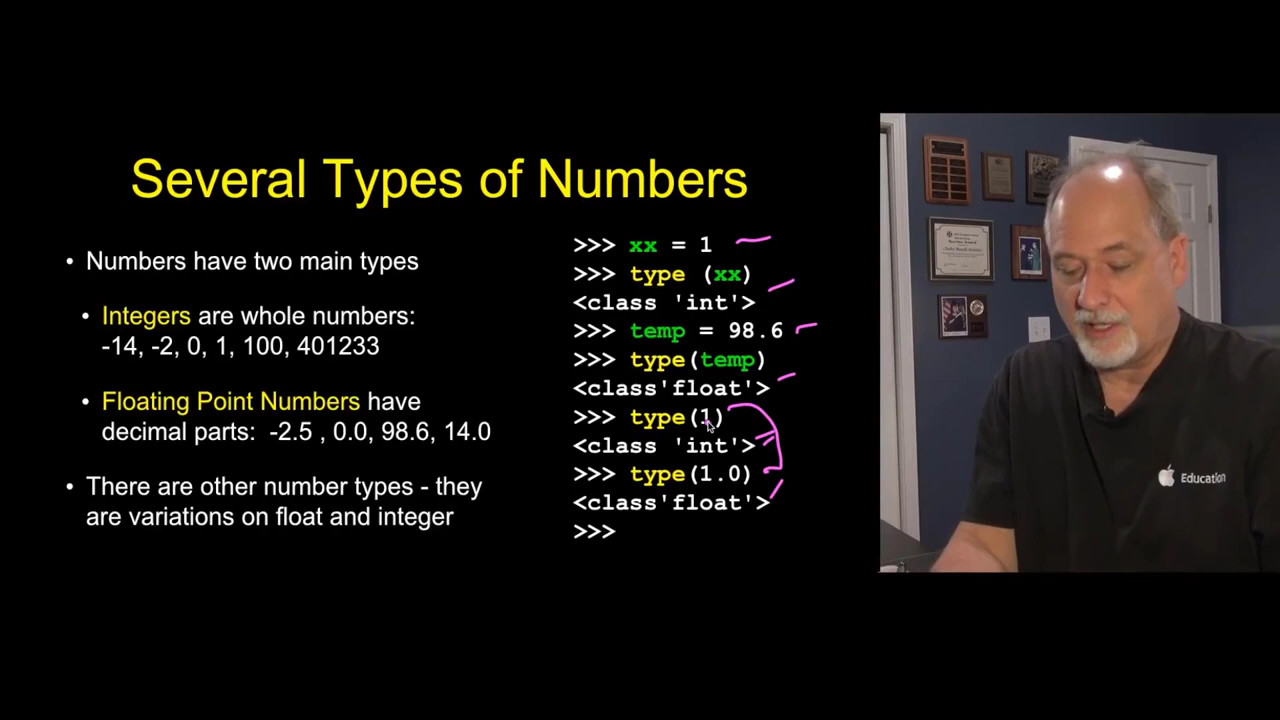 Several Types of Numbers
• Numbers have two main types
• Integers are whole numbers:
-14, -2, 0, 1, 100, 401233
• Floating Point Numbers have
decimal parts: -2.5 , 0.0, 98.6, 14.0
• There are other number types - they
are variations on float and integer
>>> xx = 1
>>> type (xx)
<class 'int'>
>>> temp = 98.6
>>> type(temp)
<class'float'>
>>> type(1)
<class 'int'>
>>> type(1.0)
<class'float'>
>>>
Education